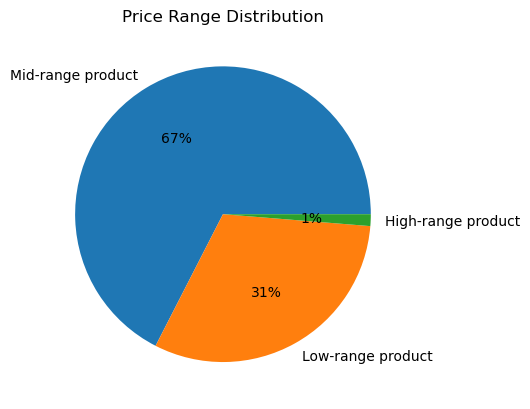 Price Range Distribution
Mid-range product
67%
1%
High-range product
31%
Low-range product